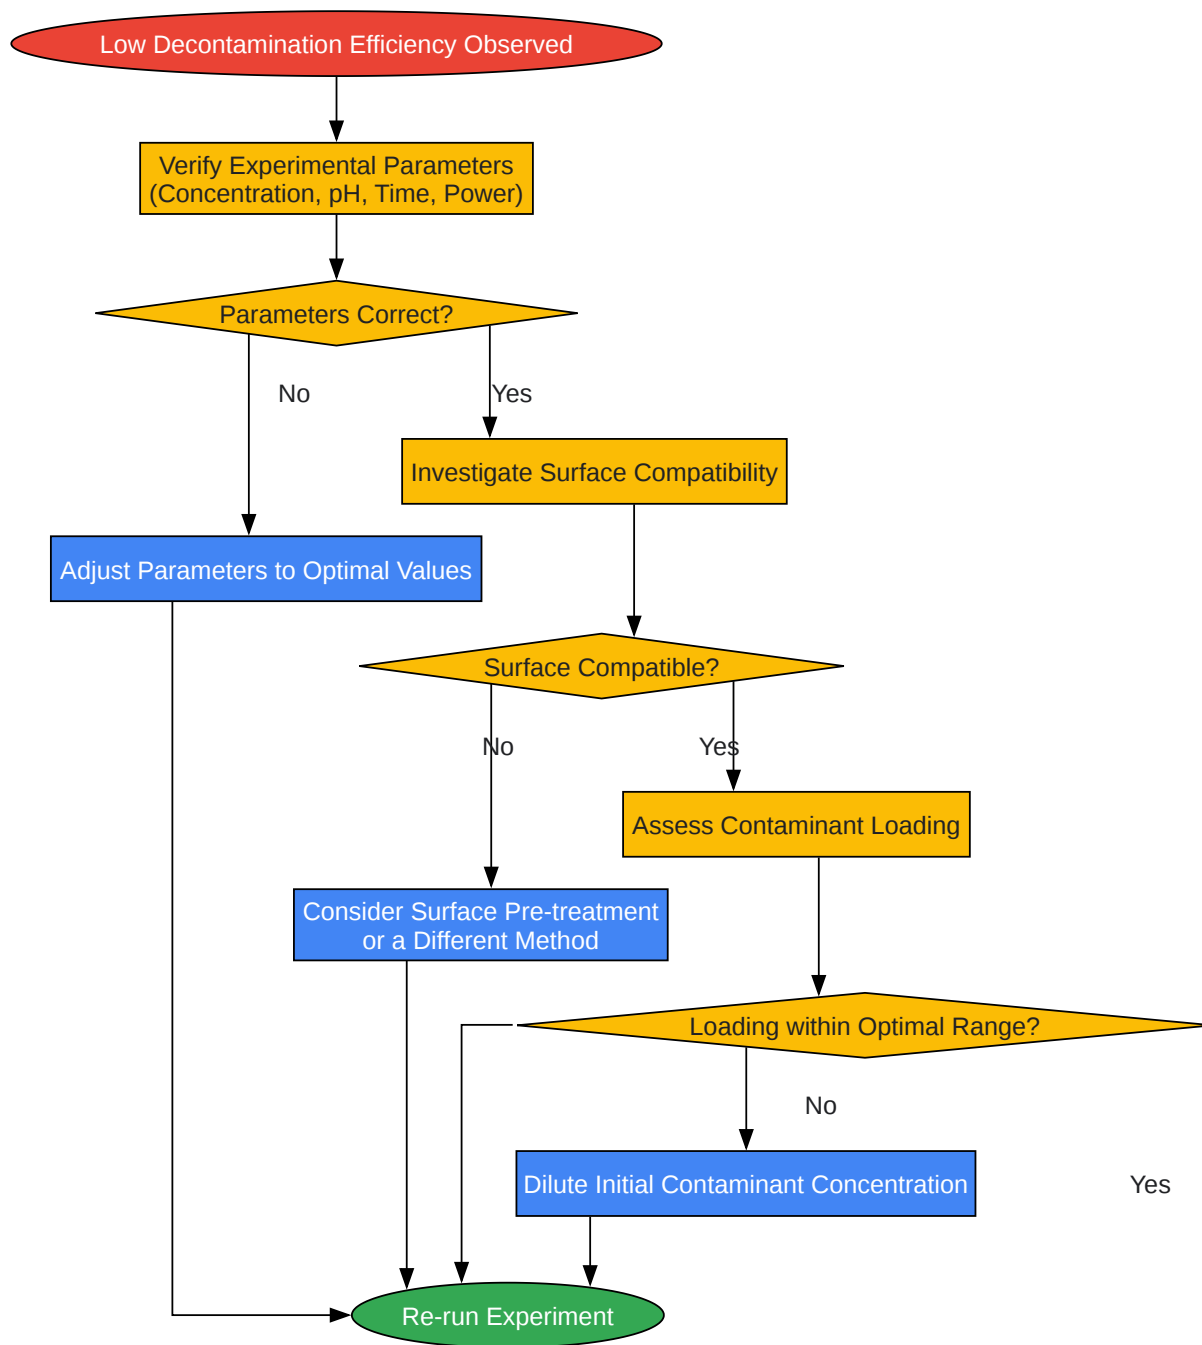 Low Decontamination Efficiency Observed
Verify Experimental Parameters
(Concentration, pH, Time, Power)
Parameters Correct?
No
Yes
Investigate Surface Compatibility
Adjust Parameters to Optimal Values
Surface Compatible?
No
Yes
Assess Contaminant Loading
Consider Surface Pre-treatment
or a Different Method
Loading within Optimal Range?
No
Dilute Initial Contaminant Concentration
Yes
Re-run Experiment